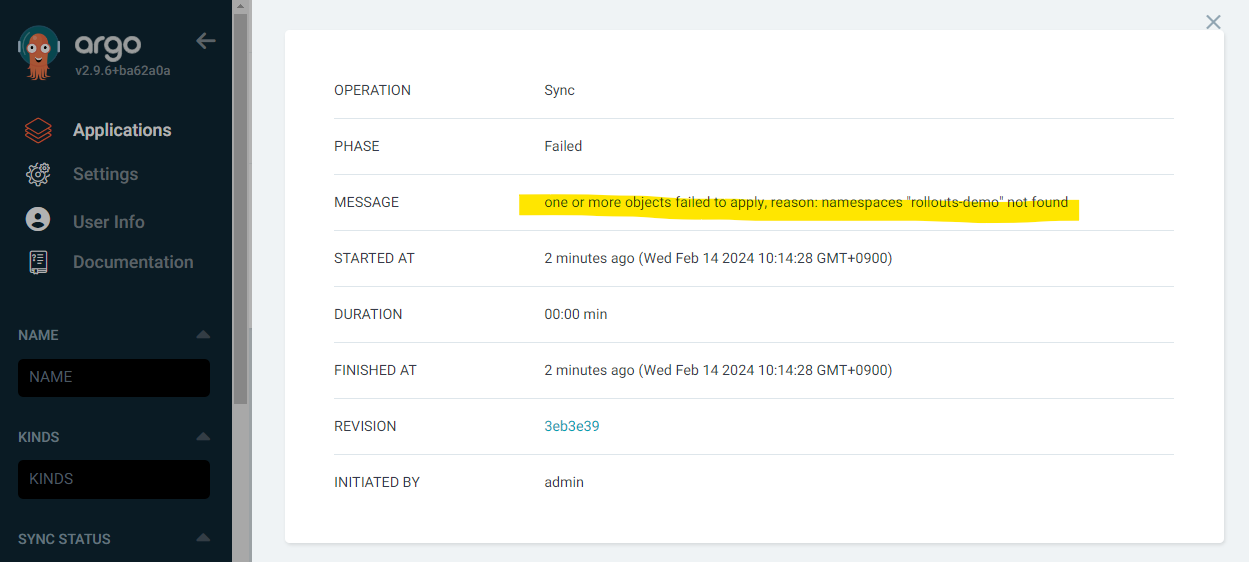 argo
v2.9.6+ba62a0a
Applications
Settings
User Info
Documentation
NAME
NAME
KINDS
KINDS
SYNC STATUS
OPERATION Sync
PHASE Failed
MESSAGE one or more objects failed to apply, reason: namespaces "rollouts-demo" not found
STARTED AT 2 minutes ago (Wed Feb 14 2024 10:14:28 GMT+0900)
DURATION 00:00 min
FINISHED AT 2 minutes ago (Wed Feb 14 2024 10:14:28 GMT+0900)
REVISION 3eb3e39
INITIATED BY admin